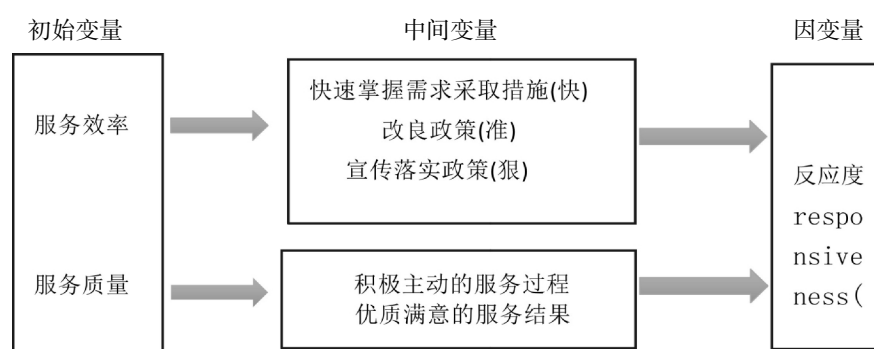 初始变量
中间变量
因变量
服务效率
快速掌握需求采取措施(快)
改良政策(准)
宣传落实政策(狠)
反应度
respo
nsive
ness(
服务质量
积极主动的服务过程
优质满意的服务结果